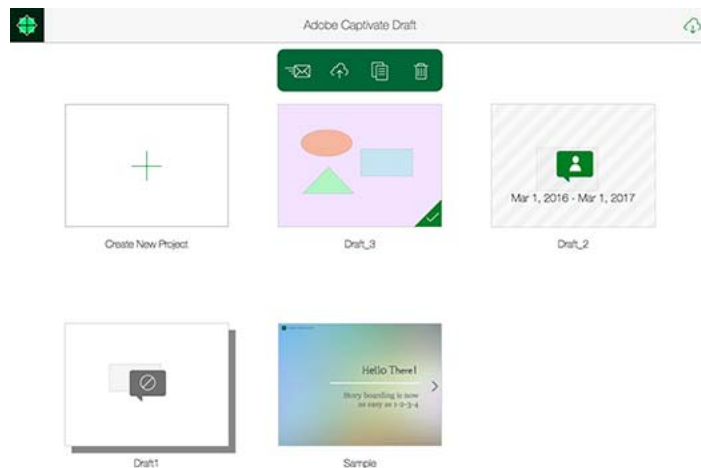 Adobe Captivate Draft
Create New Project
Draft_3
Mar 1, 2016 - Mar 1, 2017
Draft_2
Draft1
Hello There!
Story boarding is now
as easy as 1-2-3-4
Sample